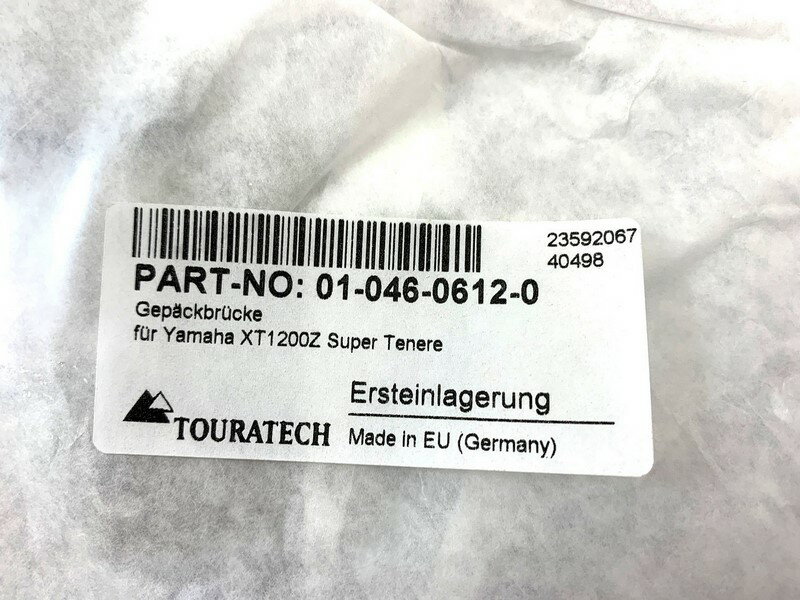 23592067
40498
PART-NO: 01-046-0612-0
Gepäckbrücke
für Yamaha XT1200Z Super Tenere
Ersteinlagerung
TOURATECH
Made in EU (Germany)